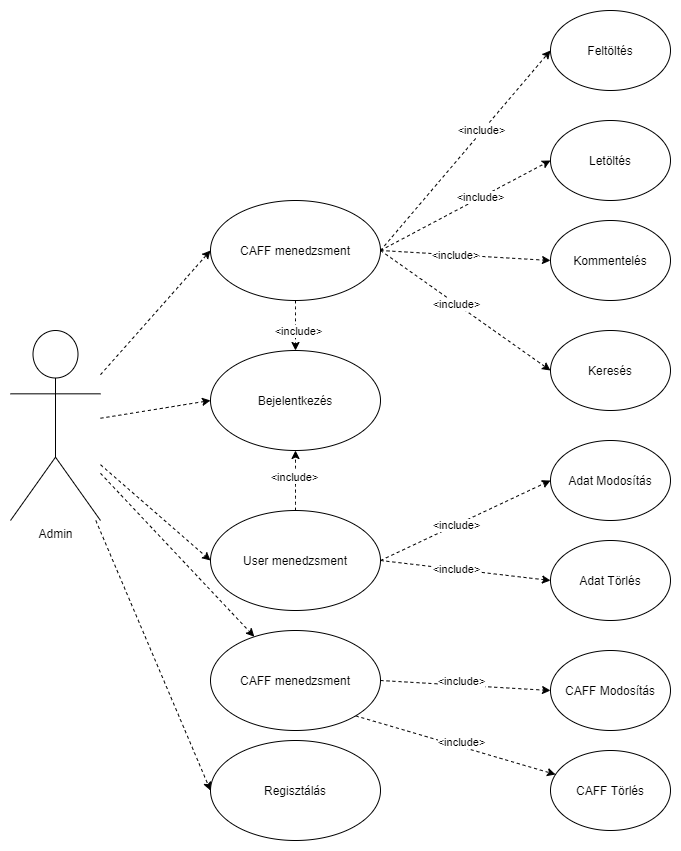 Feltöltés
<include>
Letöltés
<include>
CAFF menedzsment
<include>
Kommentelés
<include>
<include>
Keresés
Bejelentkezés
<include>
Adat Modosítás
<include>
Admin
User menedzsment
<include>
Adat Törlés
CAFF menedzsment
<include>
CAFF Modosítás
<include>
Regisztálás
CAFF Törlés